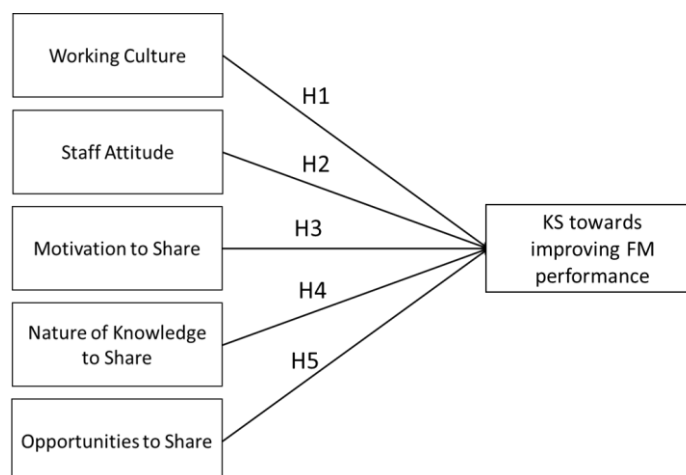 Working Culture
H1
Staff Attitude
H2
Motivation to Share
H3
KS towards
improving FM
performance
H4
Nature of Knowledge
to Share
H5
Opportunities to Share